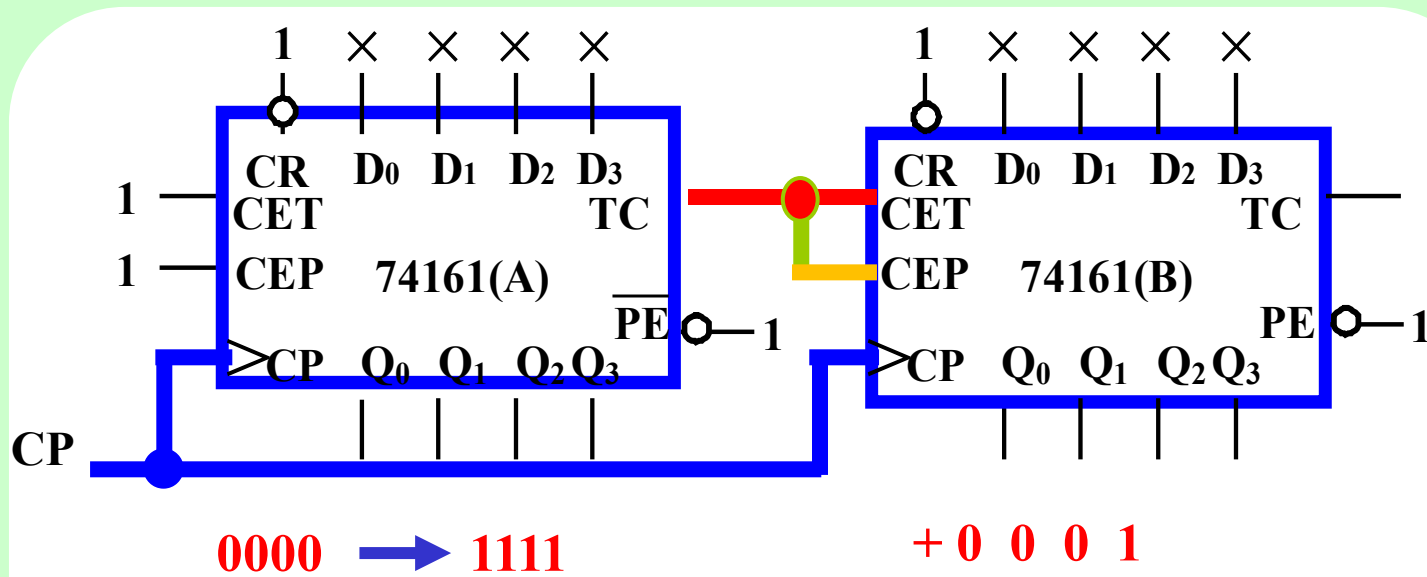 1 × × × × 1 × × × ×
CR D₀ D₁ D₂ D₃ CR D₀ D₁ D₂ D₃
1 CET TC CET TC
1 CEP 74161(A) CEP 74161(B)
P̅E̅ 1 PE 1
CP Q₀ Q₁ Q₂ Q₃ CP Q₀ Q₁ Q₂ Q₃
CP
0000 1111 + 0 0 0 1